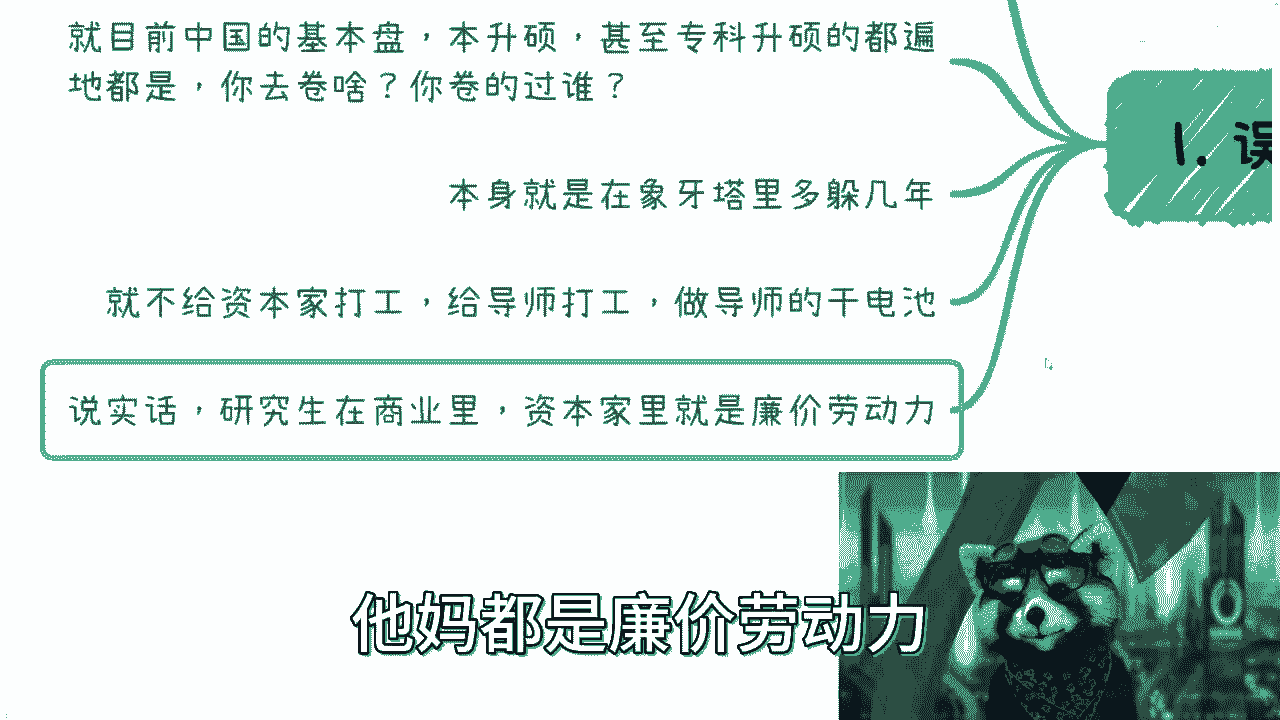 就目前中国的基本盘，本升硕，甚至专科升硕的都遍
地都是，你去卷啥？你卷的过谁？
本身就是在象牙塔里多躲几年
就不给资本家打工，给导师打工，做导师的干电池
说实话，研究生在商业里，资本家里就是廉价劳动力
1. 误
他妈都是廉价劳动力